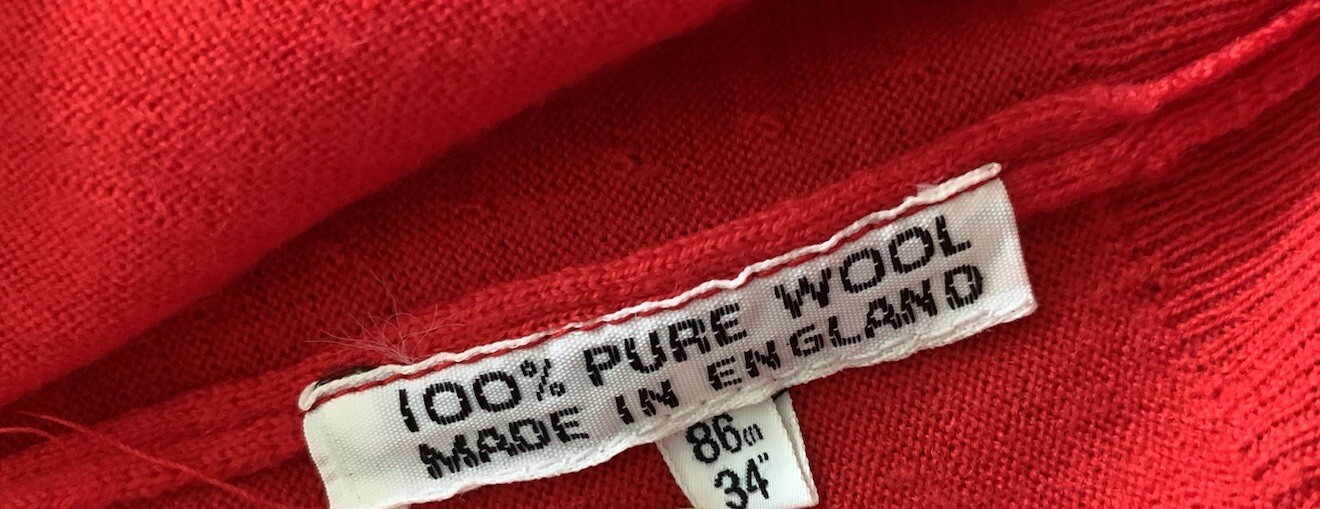 100% PURE WOOL
MADE IN ENGLAND
86cm
34"